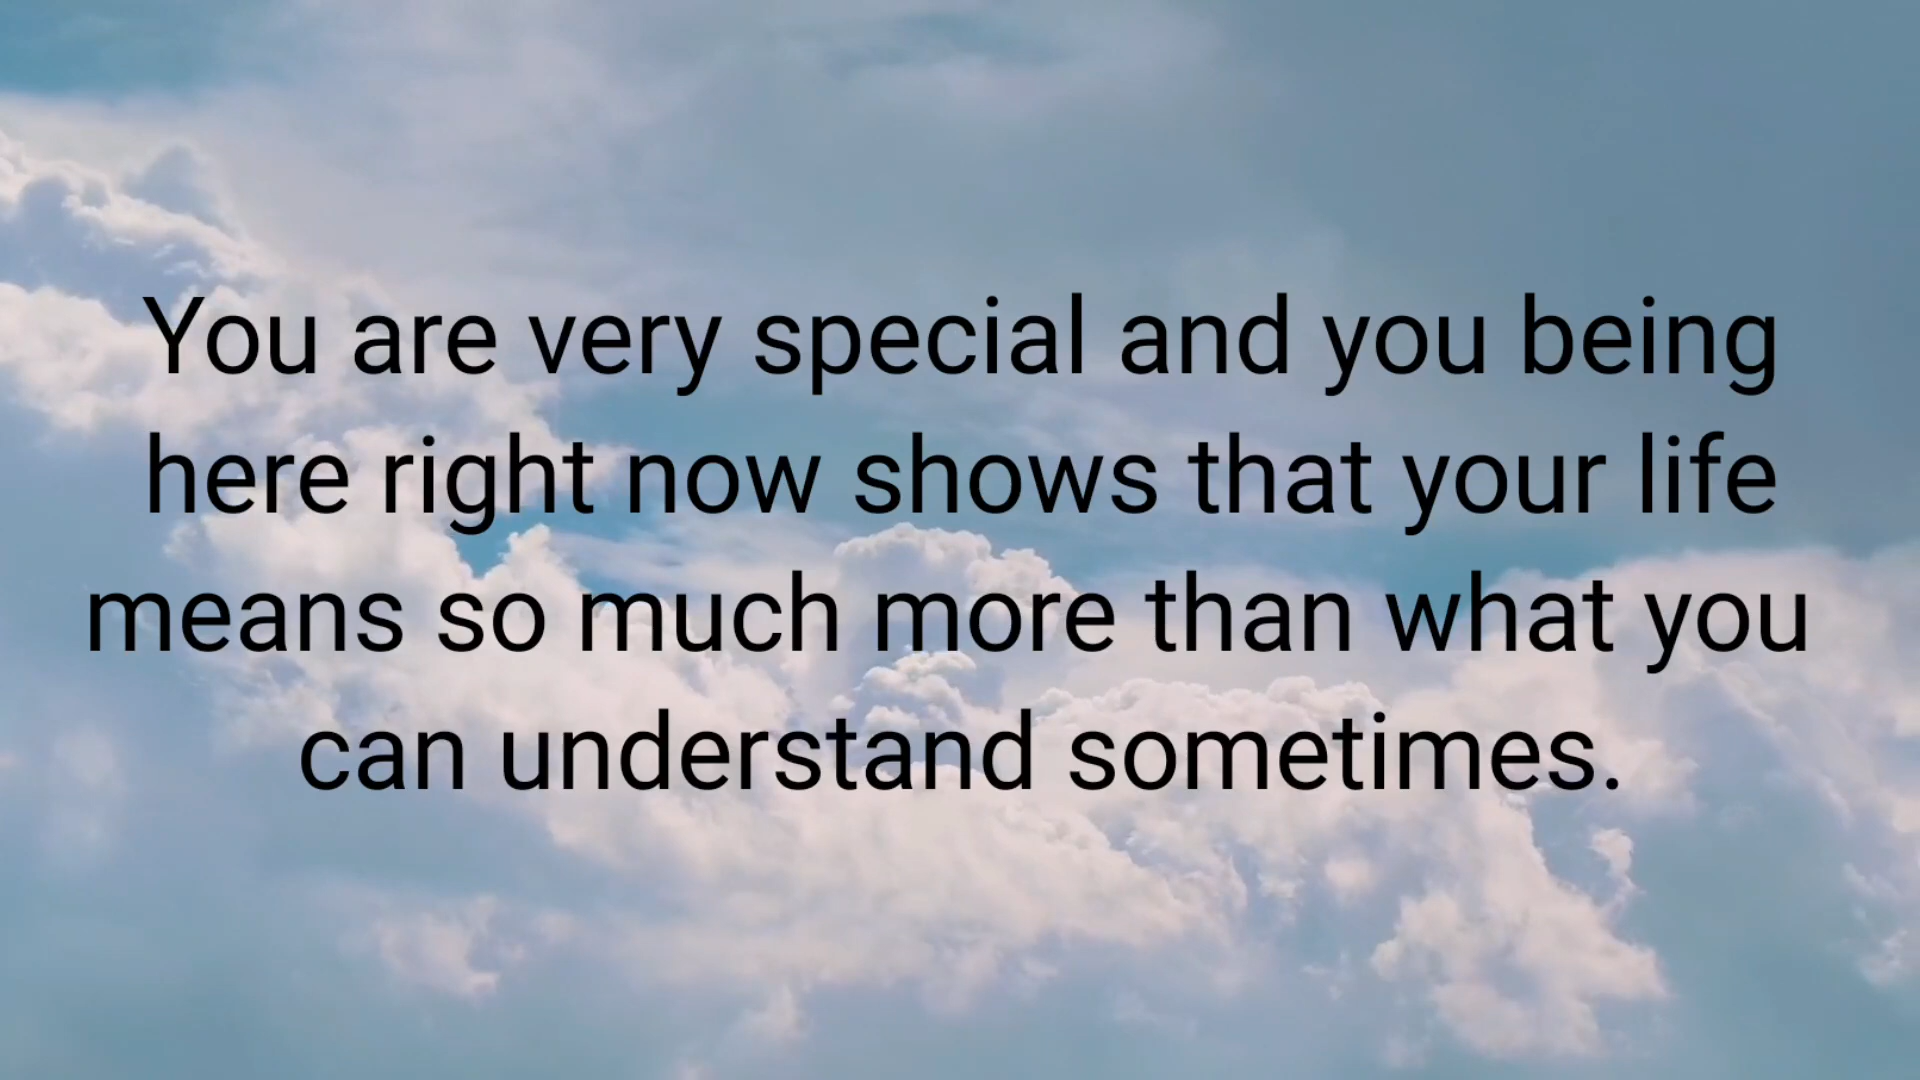 You are very special and you being
here right now shows that your life
means so much more than what you
can understand sometimes.